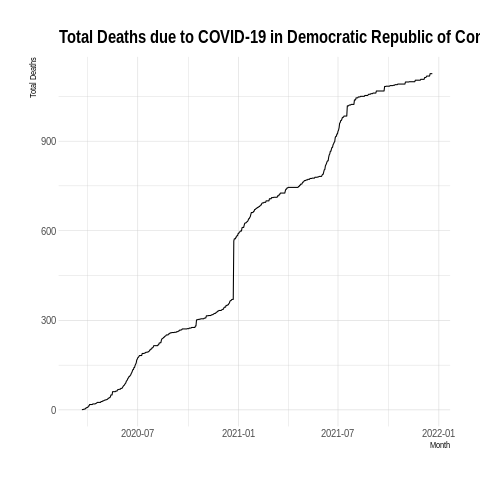 Total Deaths due to COVID-19 in Democratic Republic of Cor
Total Deaths
900
600
300
0
2020-07
2021-01
2021-07
2022-01
Month